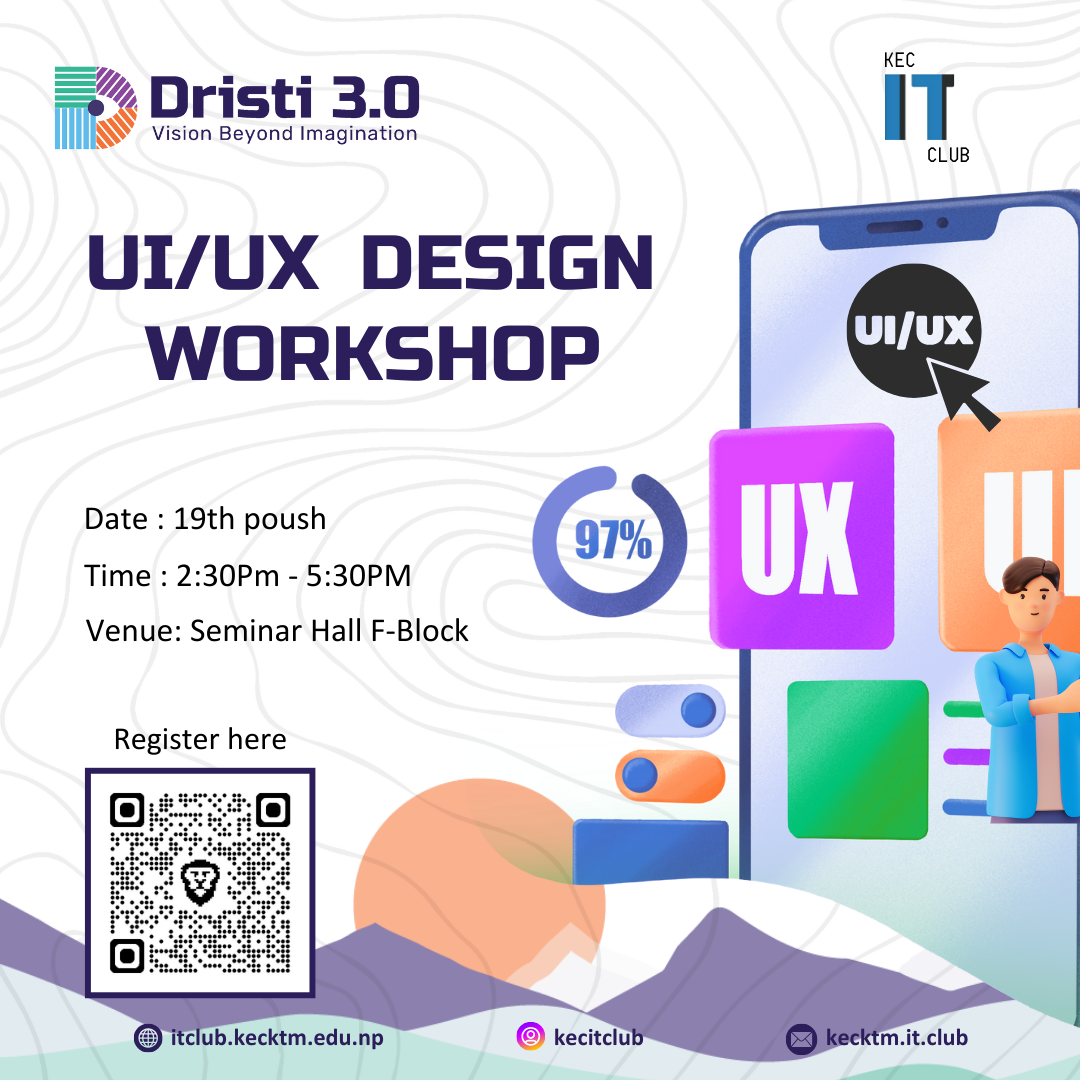 Dristi 3.0
Vision Beyond Imagination
KEC
IT
CLUB
UI/UX DESIGN
WORKSHOP
UI/UX
UX
UI
97%
Date : 19th poush
Time : 2:30Pm - 5:30PM
Venue: Seminar Hall F-Block
Register here
itclub.kecktm.edu.np
kecitclub
kecktm.it.club